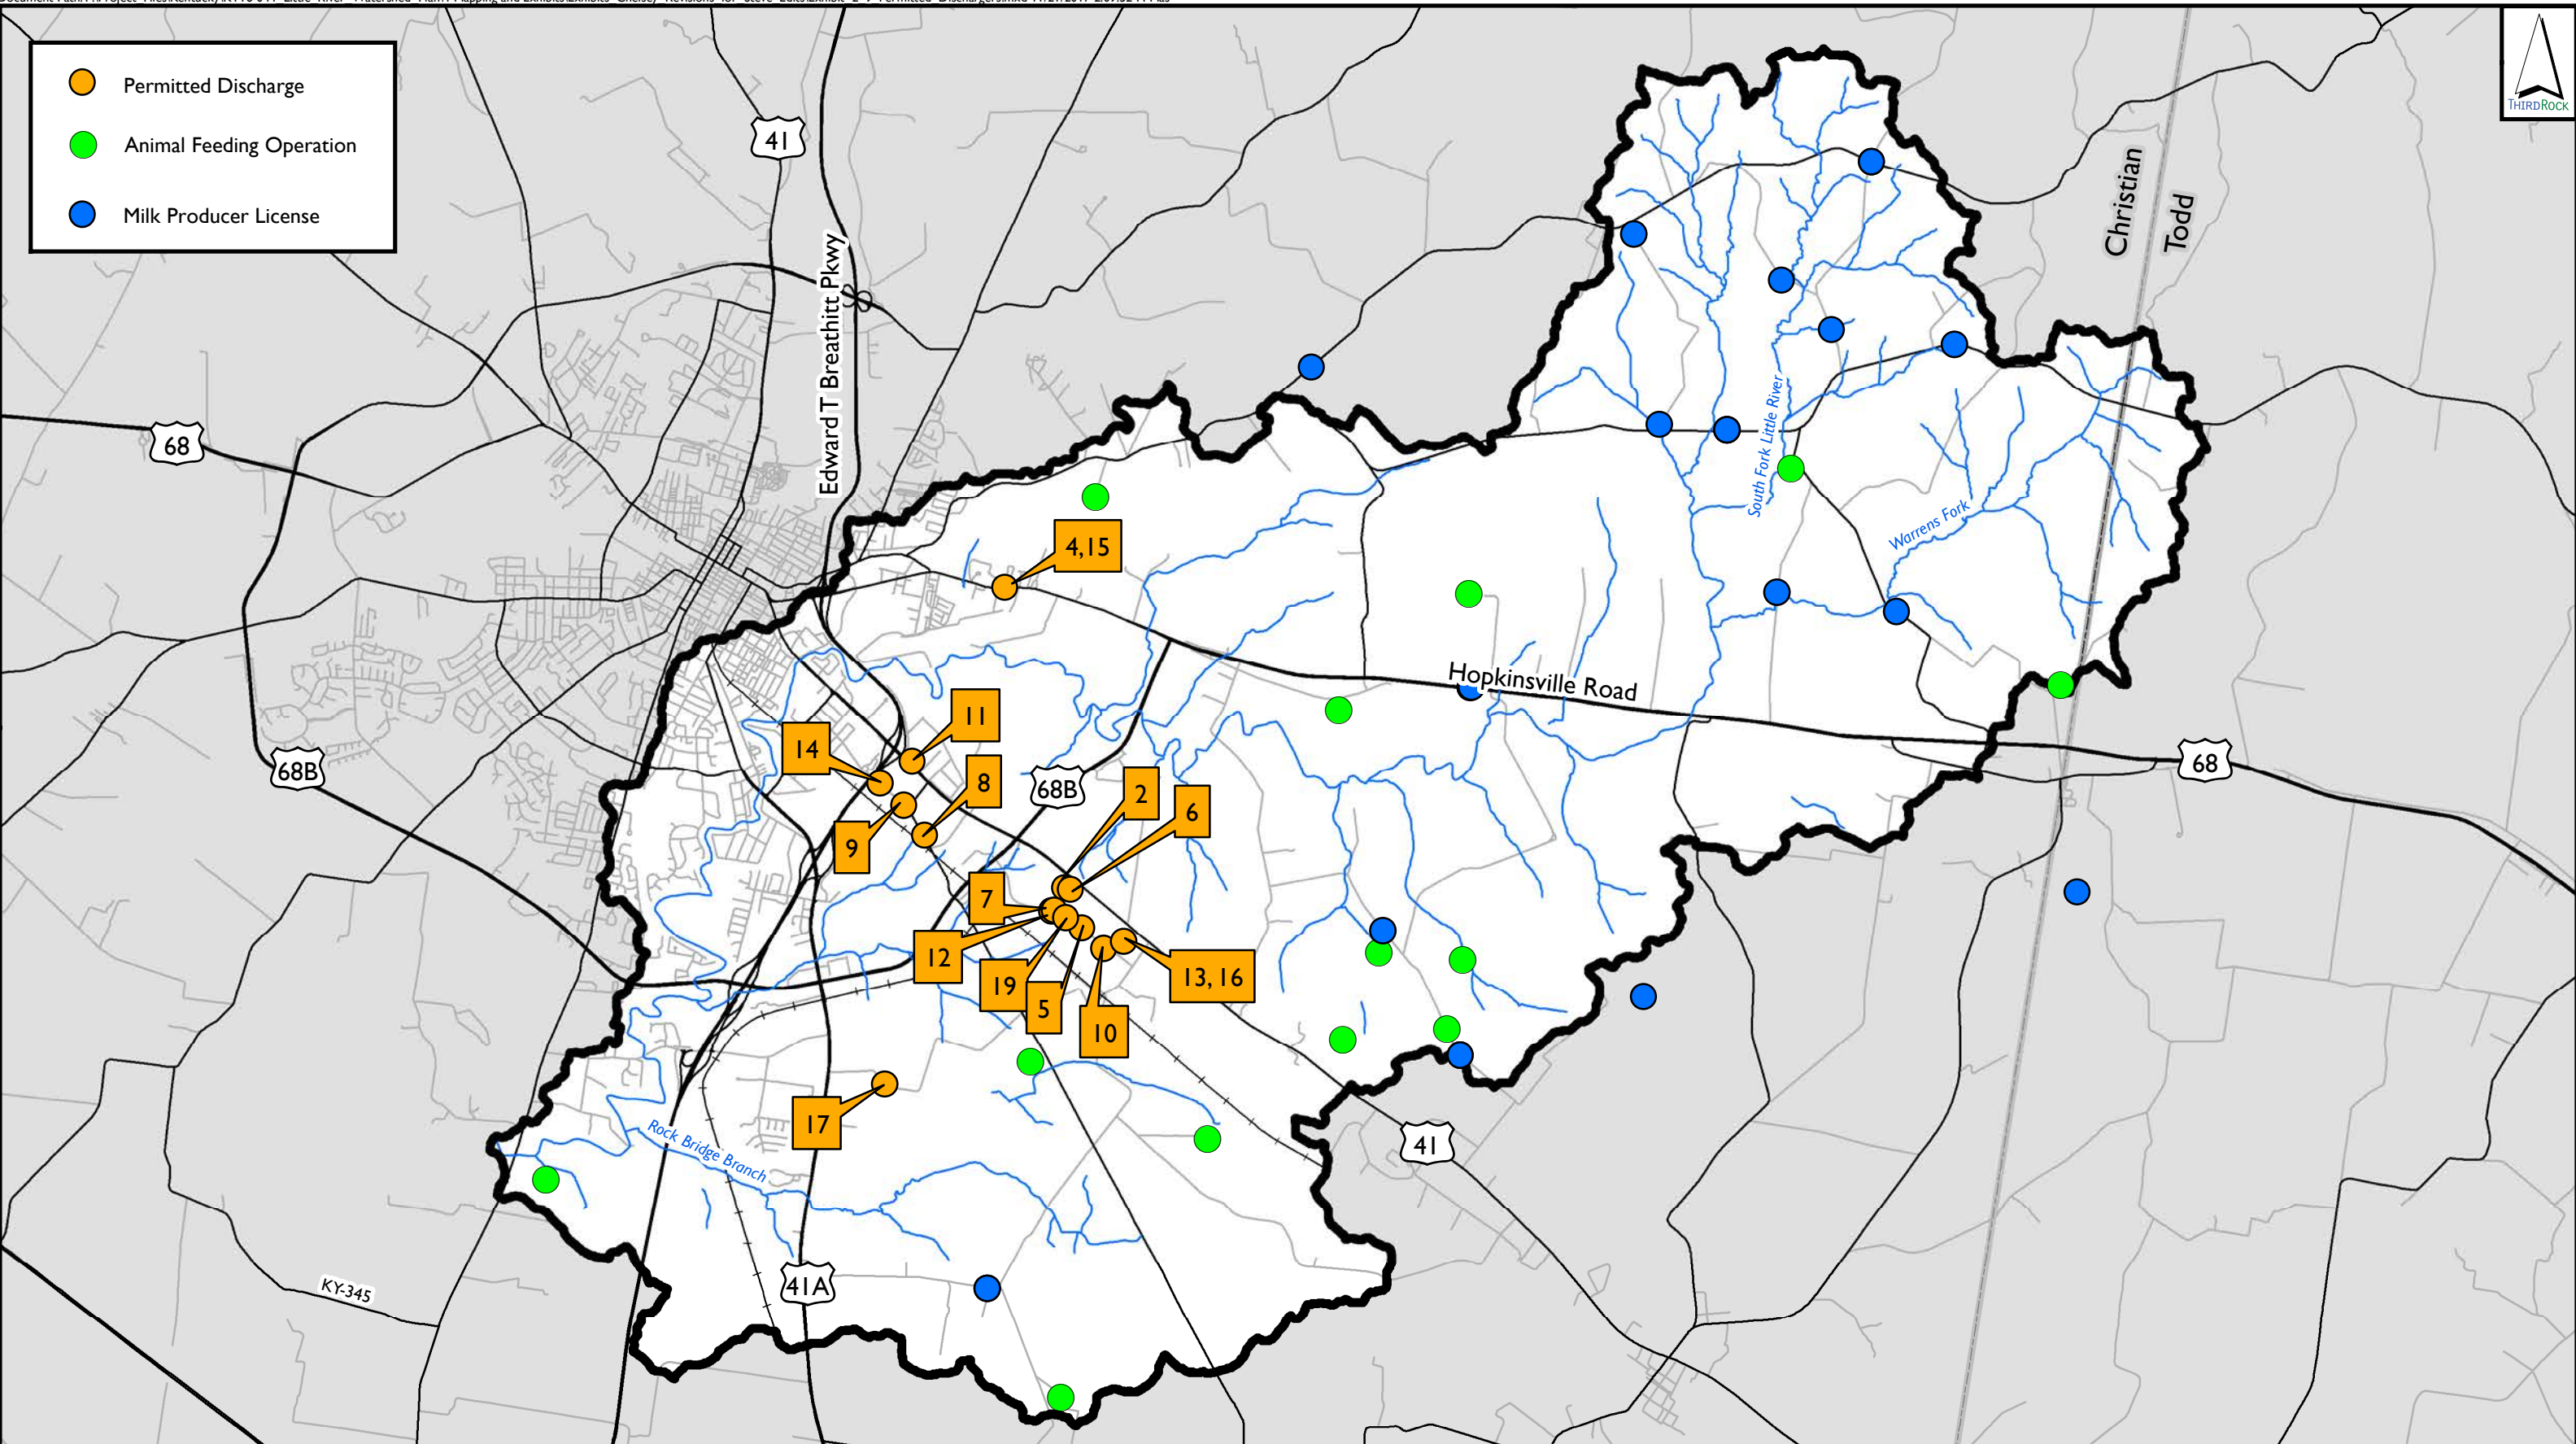 Permitted Discharge
Animal Feeding Operation
Milk Producer License
THIRDROCK
41
Edward T Breathitt Pkwy
Christian
Todd
68
South Fork Little River
Warrens Fork
4,15
Hopkinsville Road
11
14
8
68B
68B
68
2
6
9
7
12
19
5
10
13, 16
17
Rock Bridge Branch
41
41A
KY-345